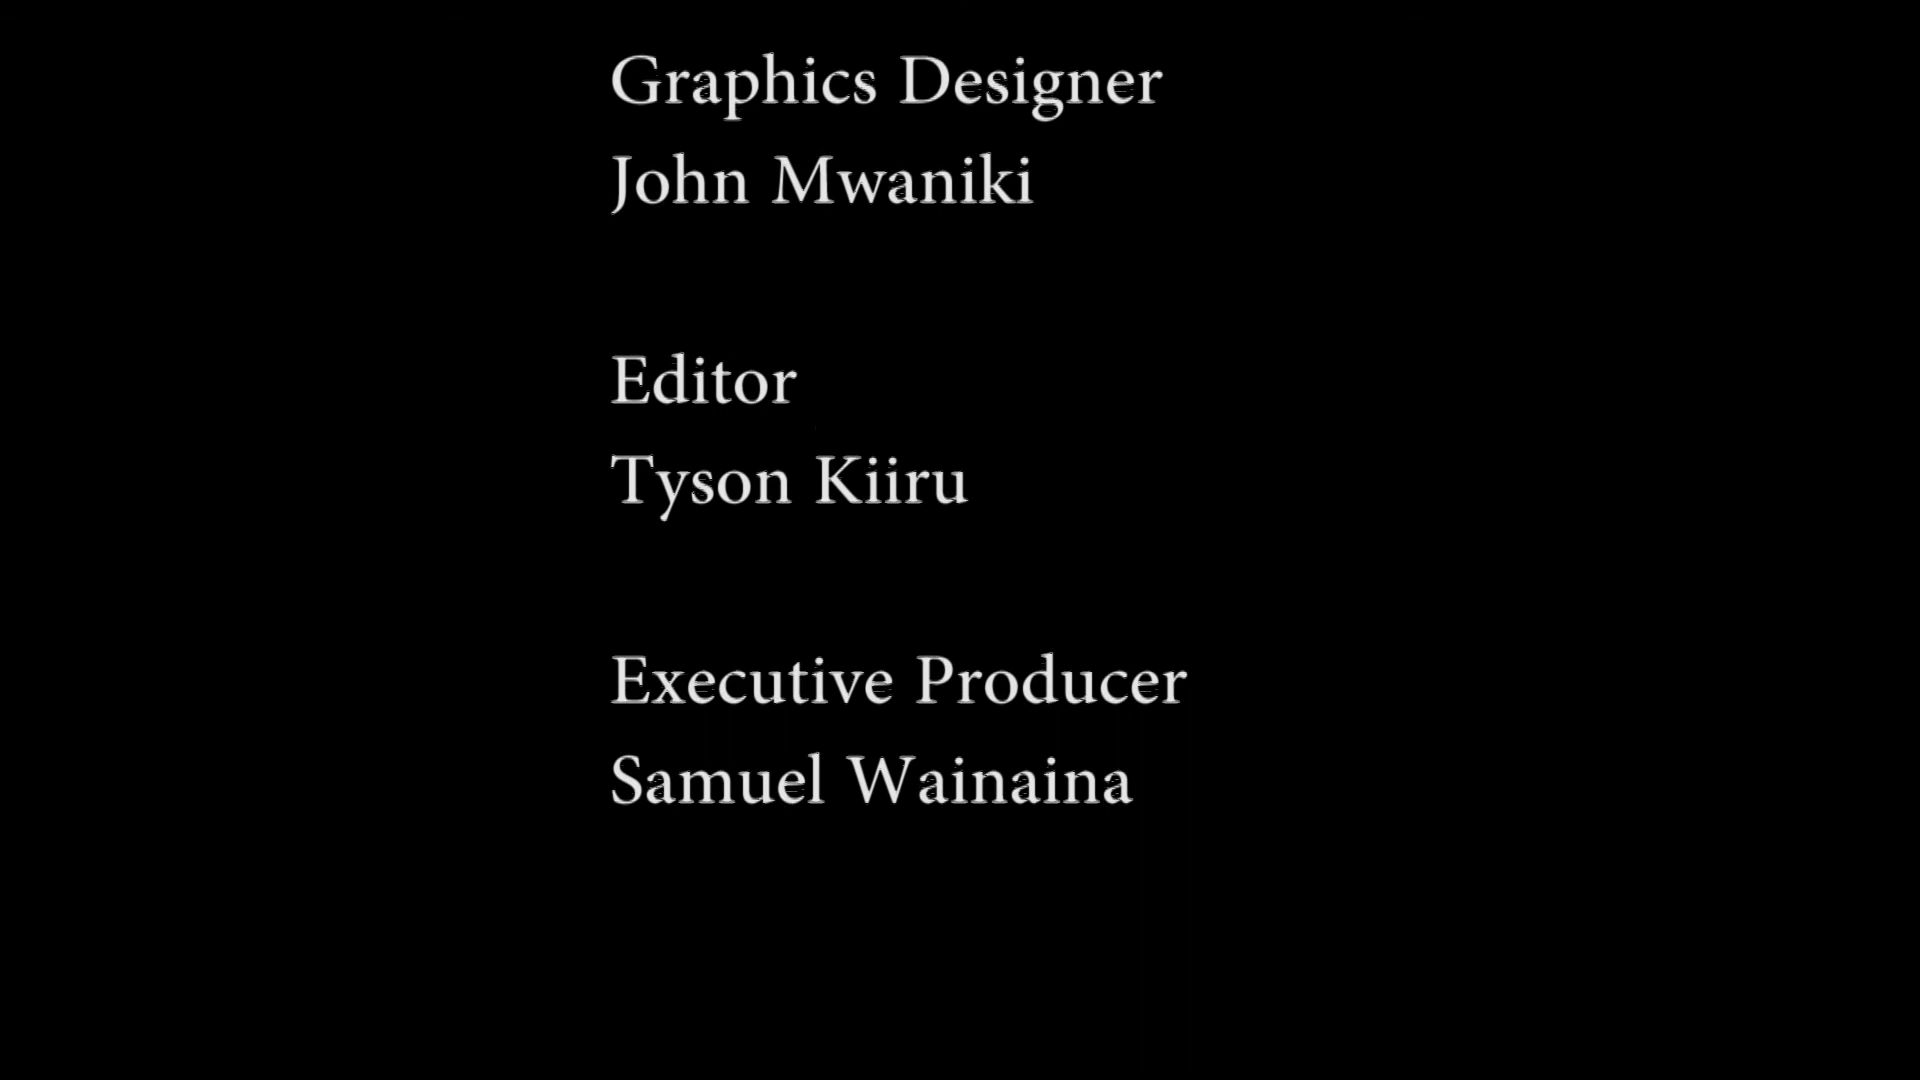 Graphics Designer
John Mwaniki
Editor
Tyson Kiiru
Executive Producer
Samuel Wainaina